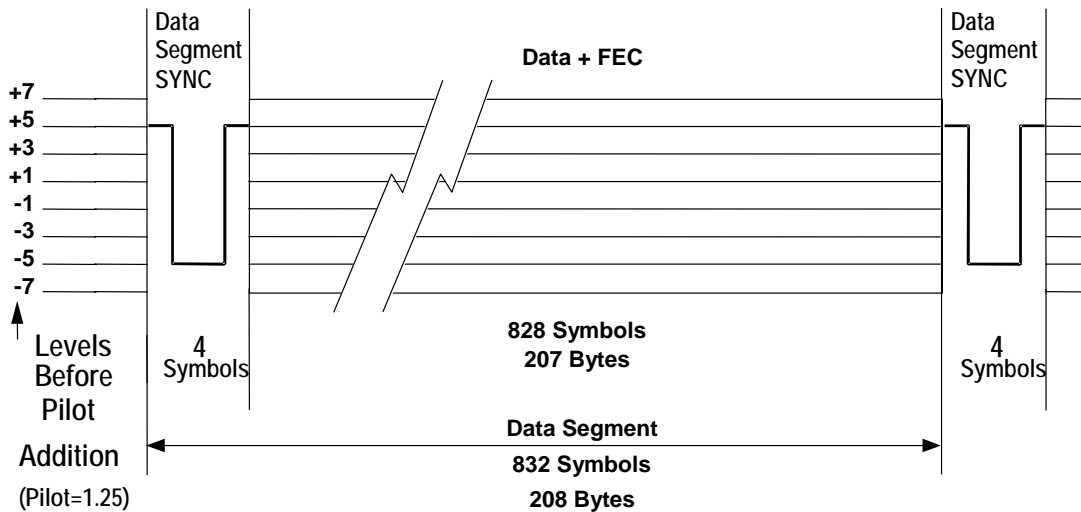 Data
Segment
SYNC
Data + FEC
Data
Segment
SYNC
+7
+5
+3
+1
-1
-3
-5
-7
Levels
Before
Pilot
Addition
(Pilot=1.25)
4
Symbols
828 Symbols
207 Bytes
4
Symbols
Data Segment
832 Symbols
208 Bytes